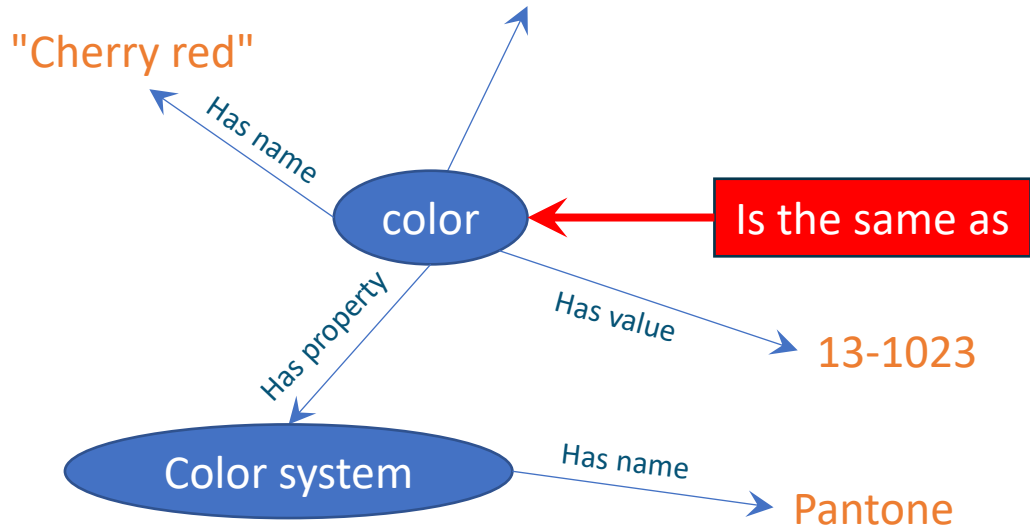 "Cherry red"
Has name
color
Is the same as
Has property
Has value
13-1023
Color system
Has name
Pantone